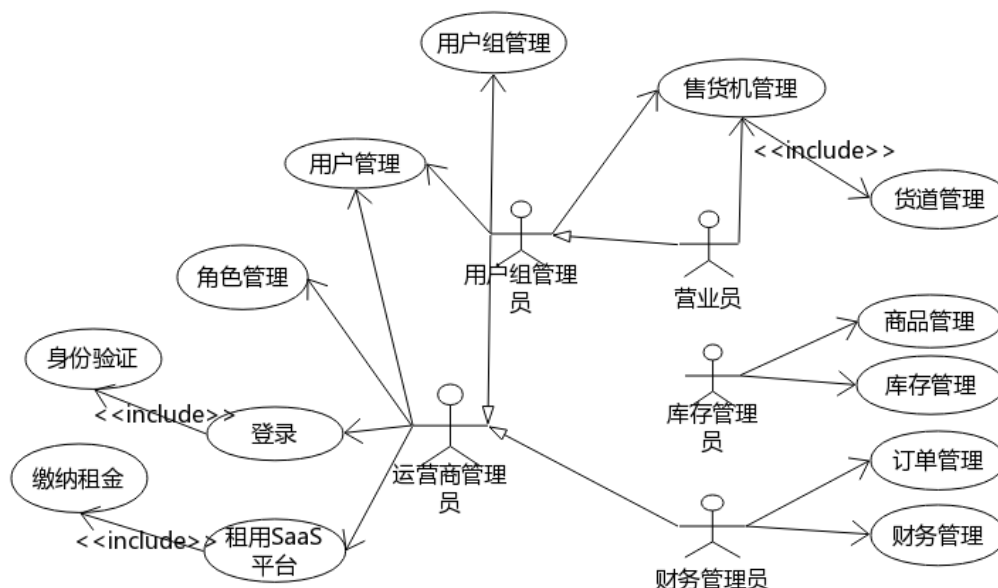 用户组管理
售货机管理
<<include>>
用户管理
货道管理
用户组管理
员
角色管理
营业员
商品管理
身份验证
库存管理
<<include>>
库存管理
员
登录
订单管理
缴纳租金
运营商管理
员
<<include>>
租用SaaS
平台
财务管理
财务管理员